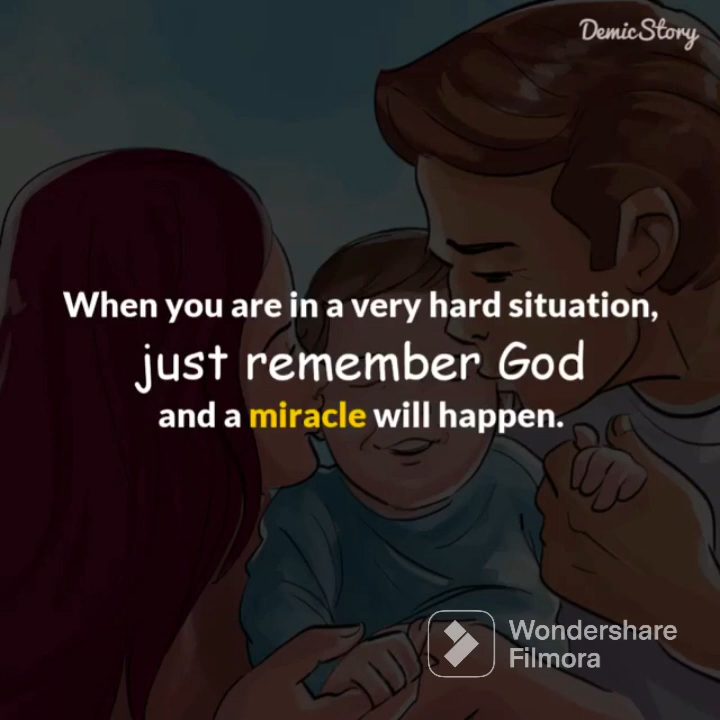 DemicStory
When you are in a very hard situation,
just remember God
and a miracle will happen.
Wondershare
Filmora